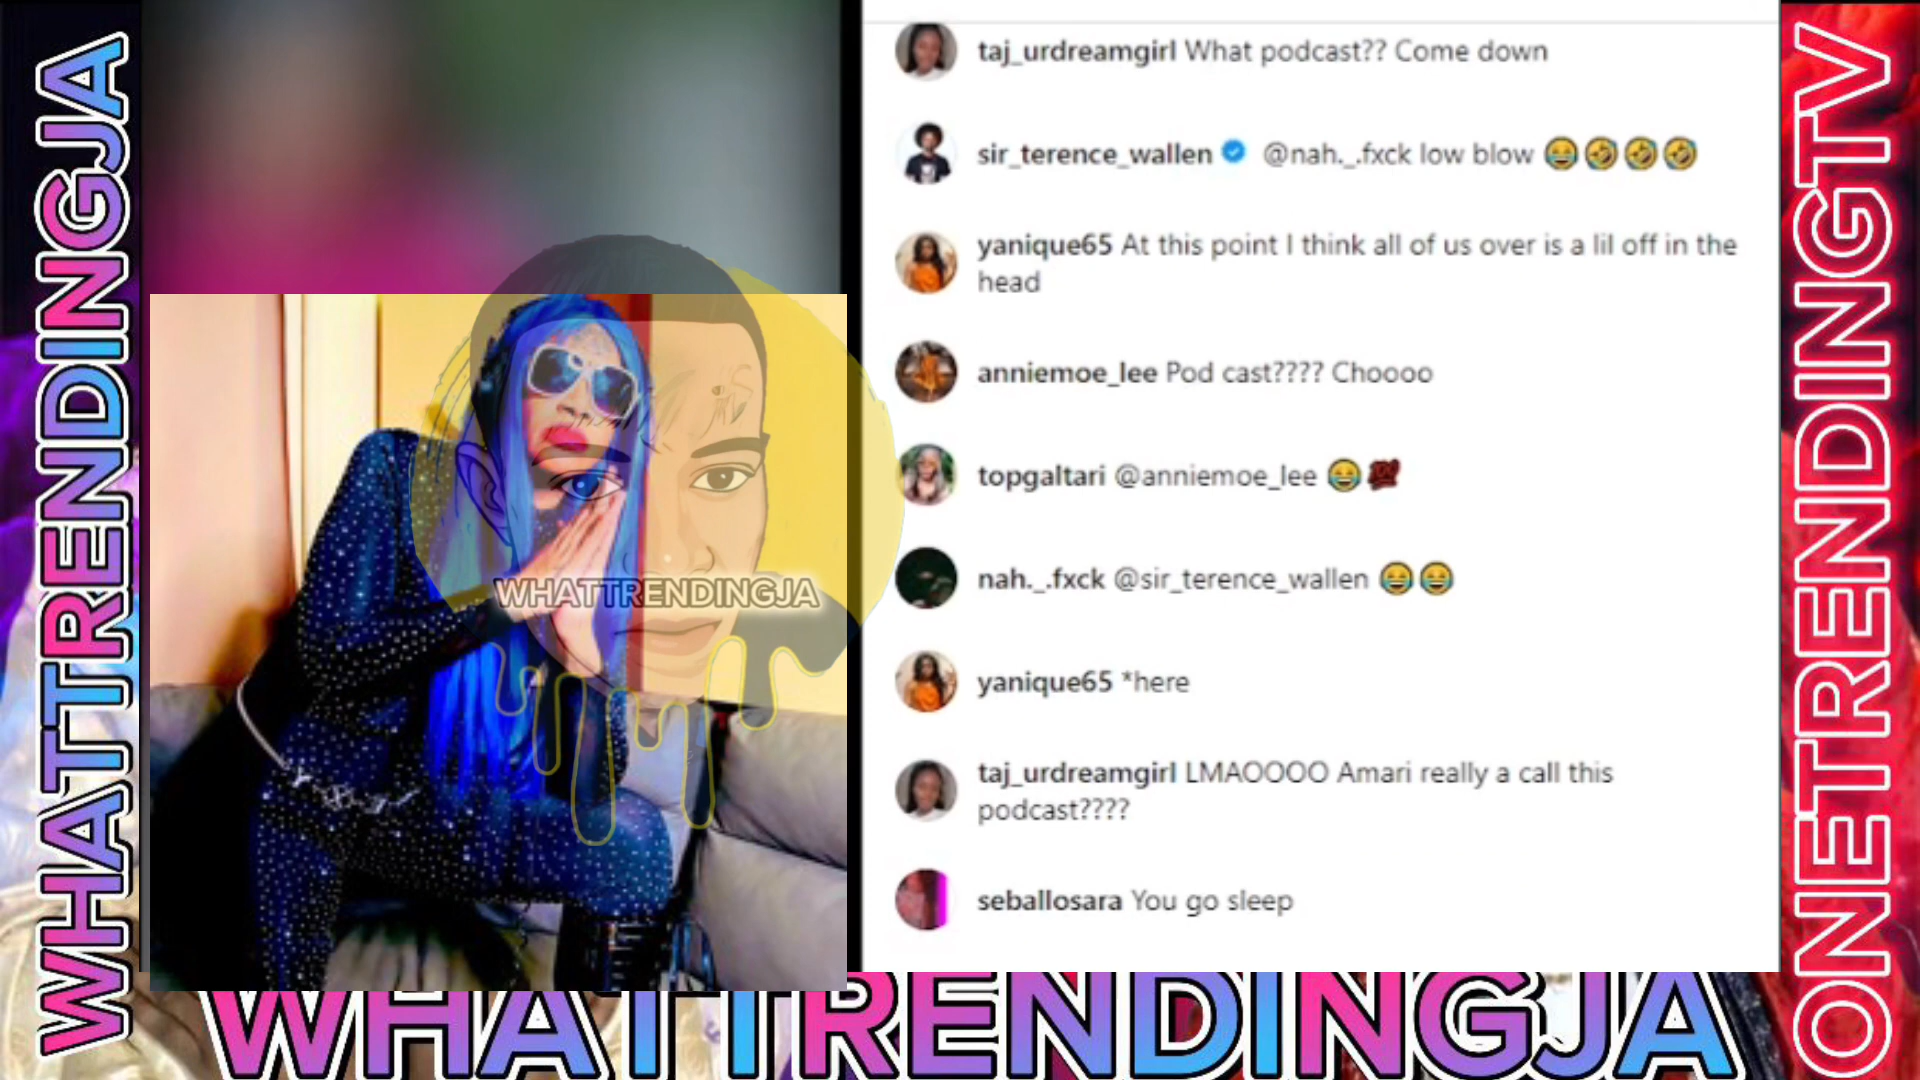 WHATTRENDINGJA
taj_urdreamgirl What podcast?? Come down
sir_terence_wallen @nah._.fxck low blow 😂🤣🤣🤣
yanique65 At this point I think all of us over is a lil off in the
head
anniemoe_lee Pod cast???? Choooo
topgaltari @anniemoe_lee 😂💯
nah._.fxck @sir_terence_wallen 😂😂
yanique65 *here
taj_urdreamgirl LMAOOOO Amari really a call this
podcast????
seballosara You go sleep
WHATTRENDINGJA
WHATTRENDINGJA
ONETRENDINGTV